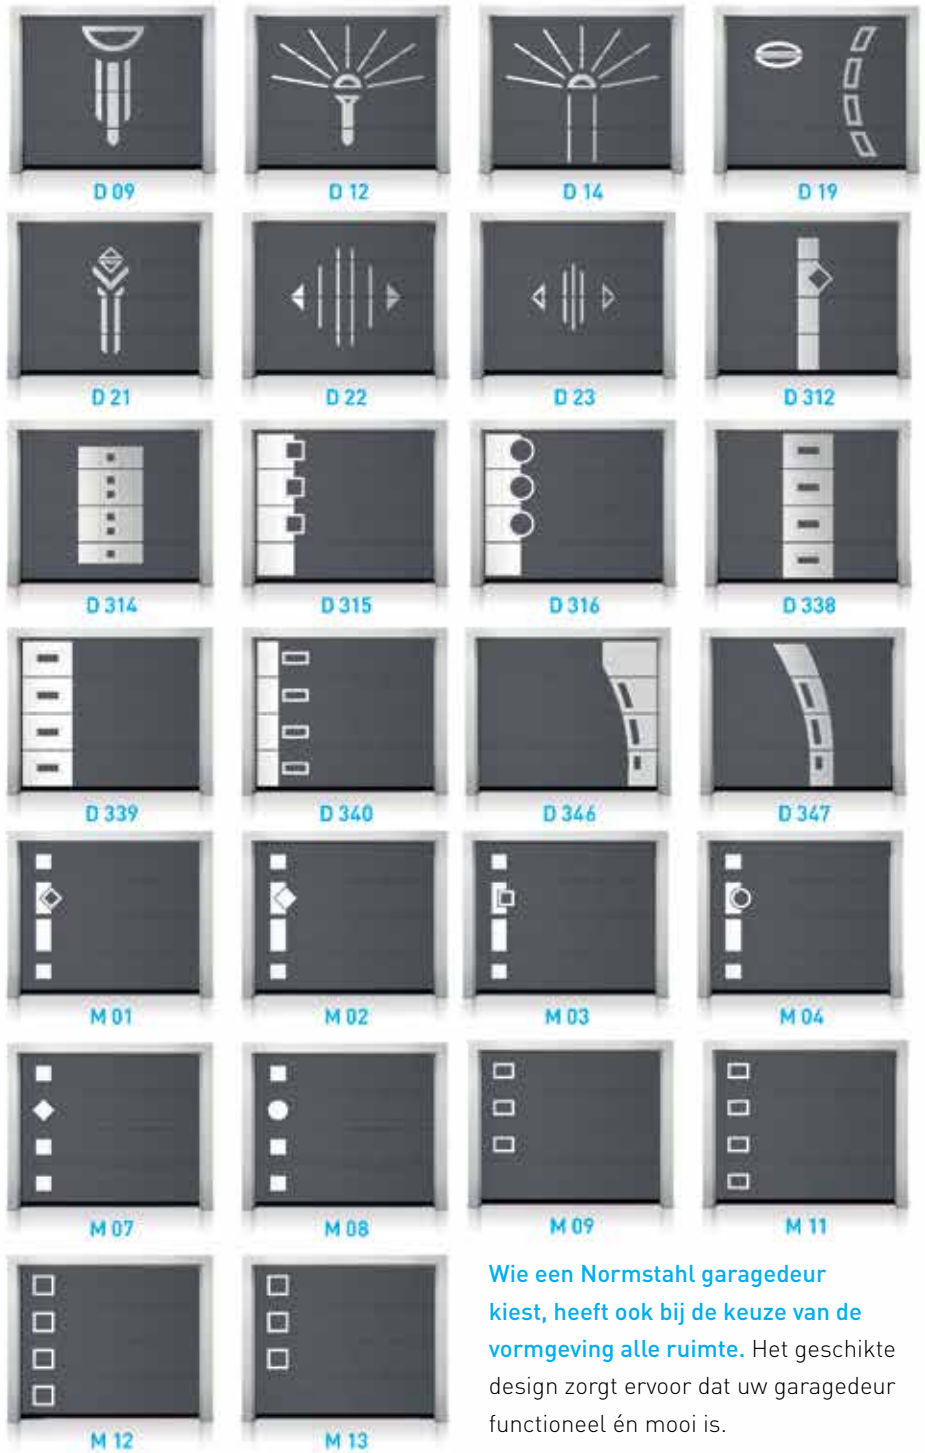 D 09 D 12 D 14 D 19
D 21 D 22 D 23 D 312
D 314 D 315 D 316 D 338
D 339 D 340 D 346 D 347
M 01 M 02 M 03 M 04
M 07 M 08 M 09 M 11
M 12 M 13
Wie een Normstahl garagedeur
kiest, heeft ook bij de keuze van de
vormgeving alle ruimte. Het geschikte
design zorgt ervoor dat uw garagedeur
functioneel én mooi is.